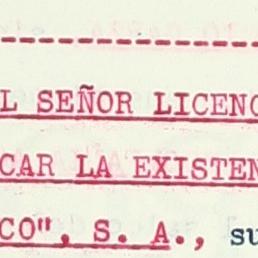 L SEÑOR LICENC
CAR LA EXISTEN
CO", S. A., su